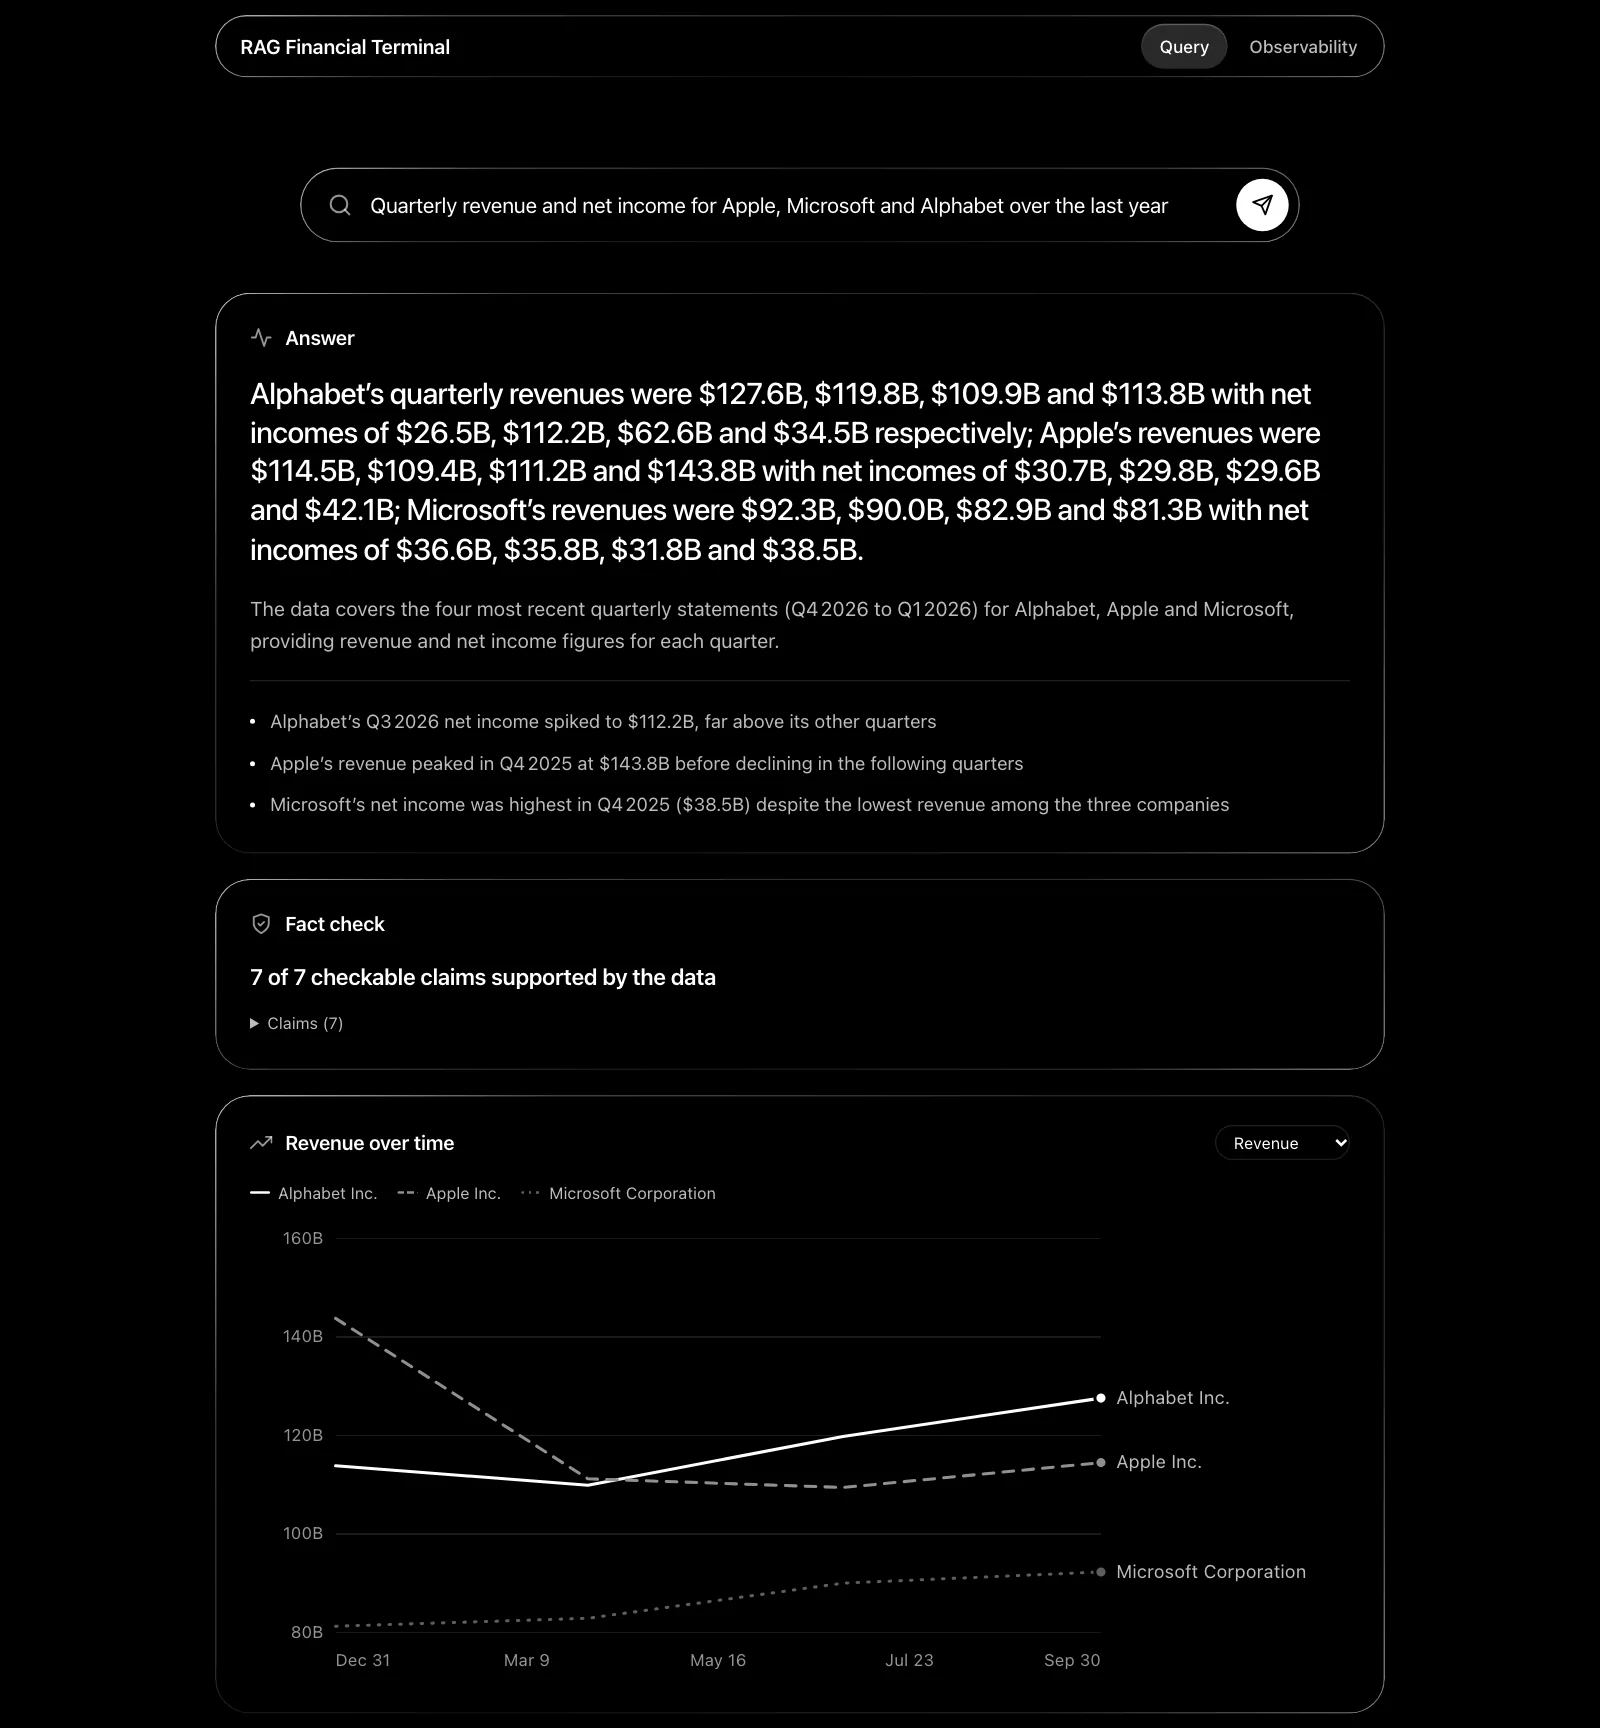 RAG Financial Terminal
Query
Observability
Quarterly revenue and net income for Apple, Microsoft and Alphabet over the last year
Answer
Alphabet’s quarterly revenues were $127.6B, $119.8B, $109.9B and $113.8B with net
incomes of $26.5B, $112.2B, $62.6B and $34.5B respectively; Apple’s revenues were
$114.5B, $109.4B, $111.2B and $143.8B with net incomes of $30.7B, $29.8B, $29.6B
and $42.1B; Microsoft’s revenues were $92.3B, $90.0B, $82.9B and $81.3B with net
incomes of $36.6B, $35.8B, $31.8B and $38.5B.
The data covers the four most recent quarterly statements (Q4 2026 to Q1 2026) for Alphabet, Apple and Microsoft,
providing revenue and net income figures for each quarter.
• Alphabet’s Q3 2026 net income spiked to $112.2B, far above its other quarters
• Apple’s revenue peaked in Q4 2025 at $143.8B before declining in the following quarters
• Microsoft’s net income was highest in Q4 2025 ($38.5B) despite the lowest revenue among the three companies
Fact check
7 of 7 checkable claims supported by the data
Claims (7)
Revenue over time
Revenue
Alphabet Inc.
Apple Inc.
Microsoft Corporation
160B
140B
120B
100B
80B
Alphabet Inc.
Apple Inc.
Microsoft Corporation
Dec 31
Mar 9
May 16
Jul 23
Sep 30